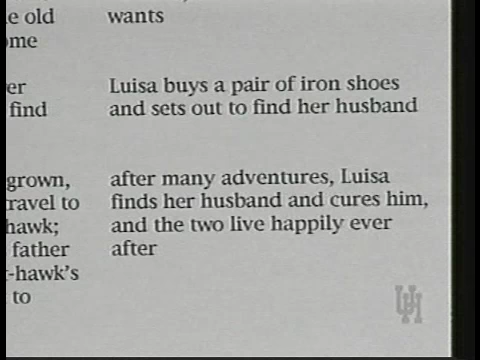 e old
ome
er
find
grown,
ravel to
hawk;
father
-hawk's
to
wants
Luisa buys a pair of iron shoes
and sets out to find her husband
after many adventures, Luisa
finds her husband and cures him,
and the two live happily ever
after
UH